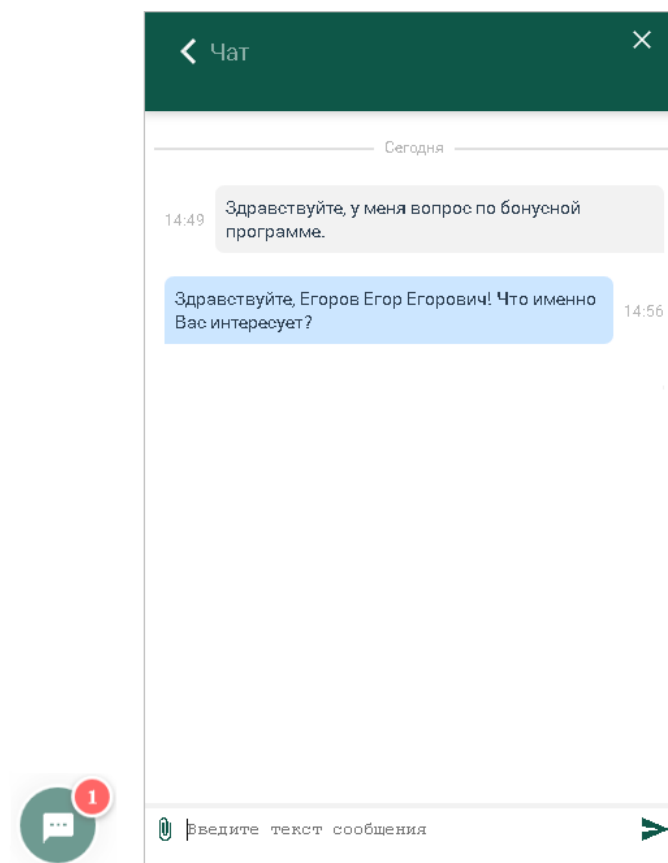 Чат
Сегодня
14:49
Здравствуйте, у меня вопрос по бонусной
программе.
Здравствуйте, Егоров Егор Егорович! Что именно
Вас интересует?
14:56
1
Введите текст сообщения